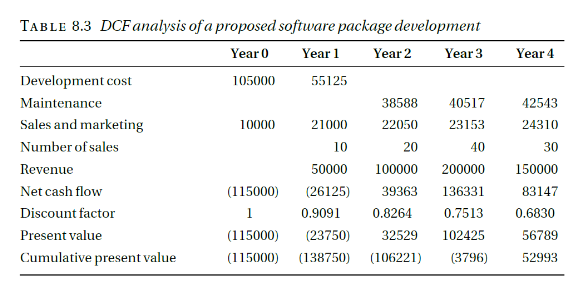 TABLE 8.3 DCF analysis of a proposed software package development
Year 0 Year 1 Year 2 Year 3 Year 4
Development cost 105000 55125
Maintenance 38588 40517 42543
Sales and marketing 10000 21000 22050 23153 24310
Number of sales 10 20 40 30
Revenue 50000 100000 200000 150000
Net cash flow (115000) (26125) 39363 136331 83147
Discount factor 1 0.9091 0.8264 0.7513 0.6830
Present value (115000) (23750) 32529 102425 56789
Cumulative present value (115000) (138750) (106221) (3796) 52993